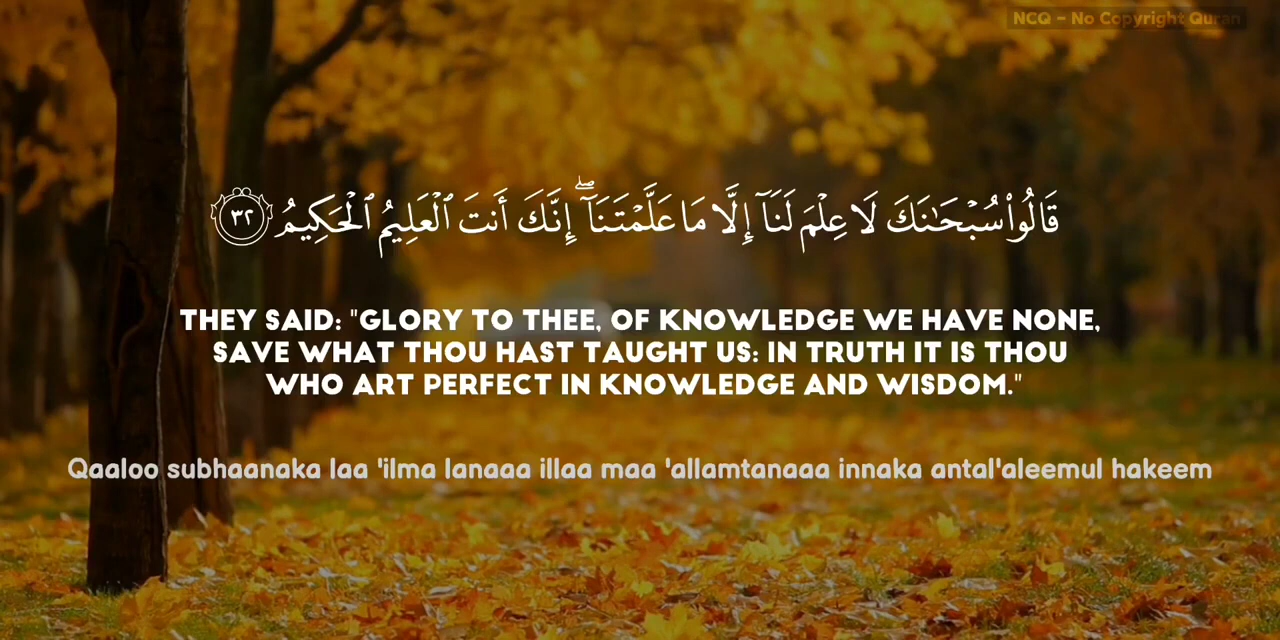 NCQ - No Copyright Quran
قَالُوا۟ سُبْحَـٰنَكَ لَا عِلْمَ لَنَآ إِلَّا مَا عَلَّمْتَنَآ ۖ إِنَّكَ أَنتَ ٱلْعَلِيمُ ٱلْحَكِيمُ ٣٢
THEY SAID: "GLORY TO THEE, OF KNOWLEDGE WE HAVE NONE,
SAVE WHAT THOU HAST TAUGHT US: IN TRUTH IT IS THOU
WHO ART PERFECT IN KNOWLEDGE AND WISDOM."
Qaaloo subhaanaka laa 'ilma lanaaa illaa maa 'allamtanaaa innaka antal'aleemul hakeem